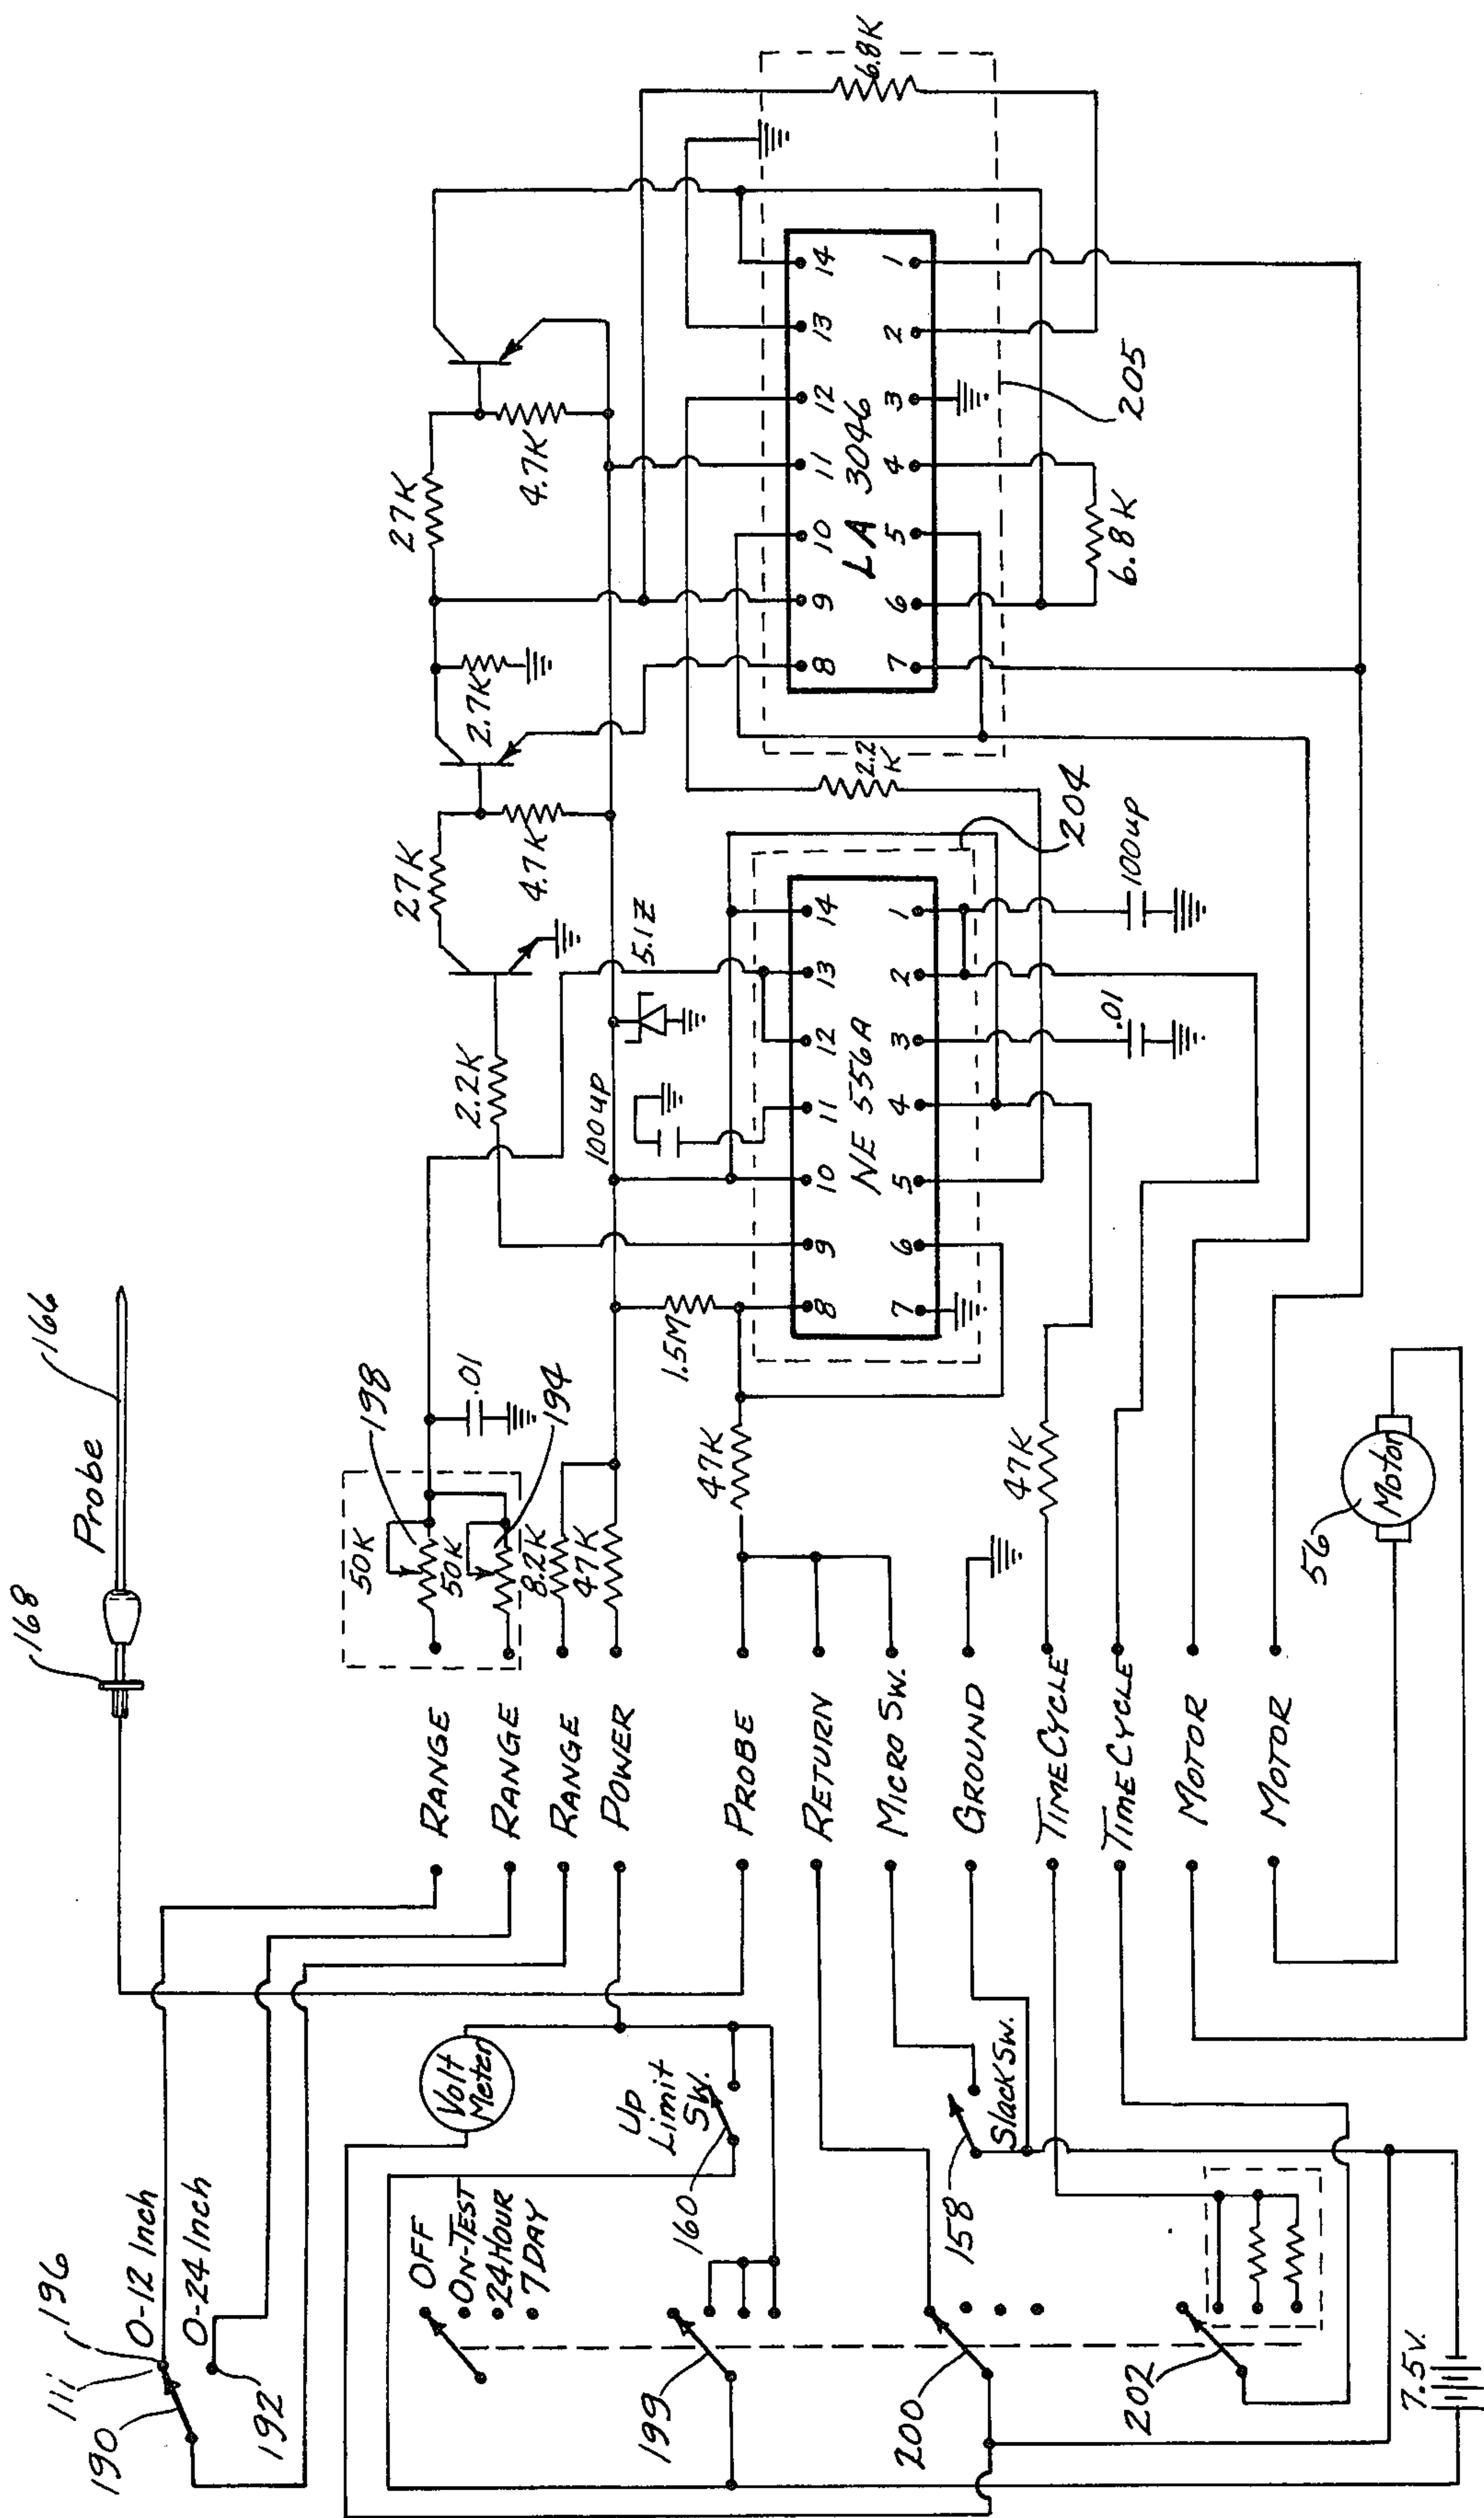 166
Probe
168
196
11i
190
0-12 Inch
0-24 Inch
192
RANGE
RANGE
RANGE
POWER
PROBE
RETURN
MICRO SW.
GROUND
TIME CYCLE
TIME CYCLE
MOTOR
MOTOR
Volt
Meter
Up
Limit
SW.
160
OFF
ON-TEST
24 HOUR
7 DAY
199
200
Slack Sw.
158
202
7.5v.
50K
198
50K
194
.01
8.2K
47K
1.5M
47K
47K
56
Motor
2.2K
27K
4.7K
100up
5.1Z
14
13
12
11
10
9
8
NE 556A
1
2
3
4
5
6
7
204
.01
100up
2.2
K
2.7K
27K
4.7K
14
13
12
11
10
9
8
LA 3046
1
2
3
4
5
6
7
6.8K
6.8K
205